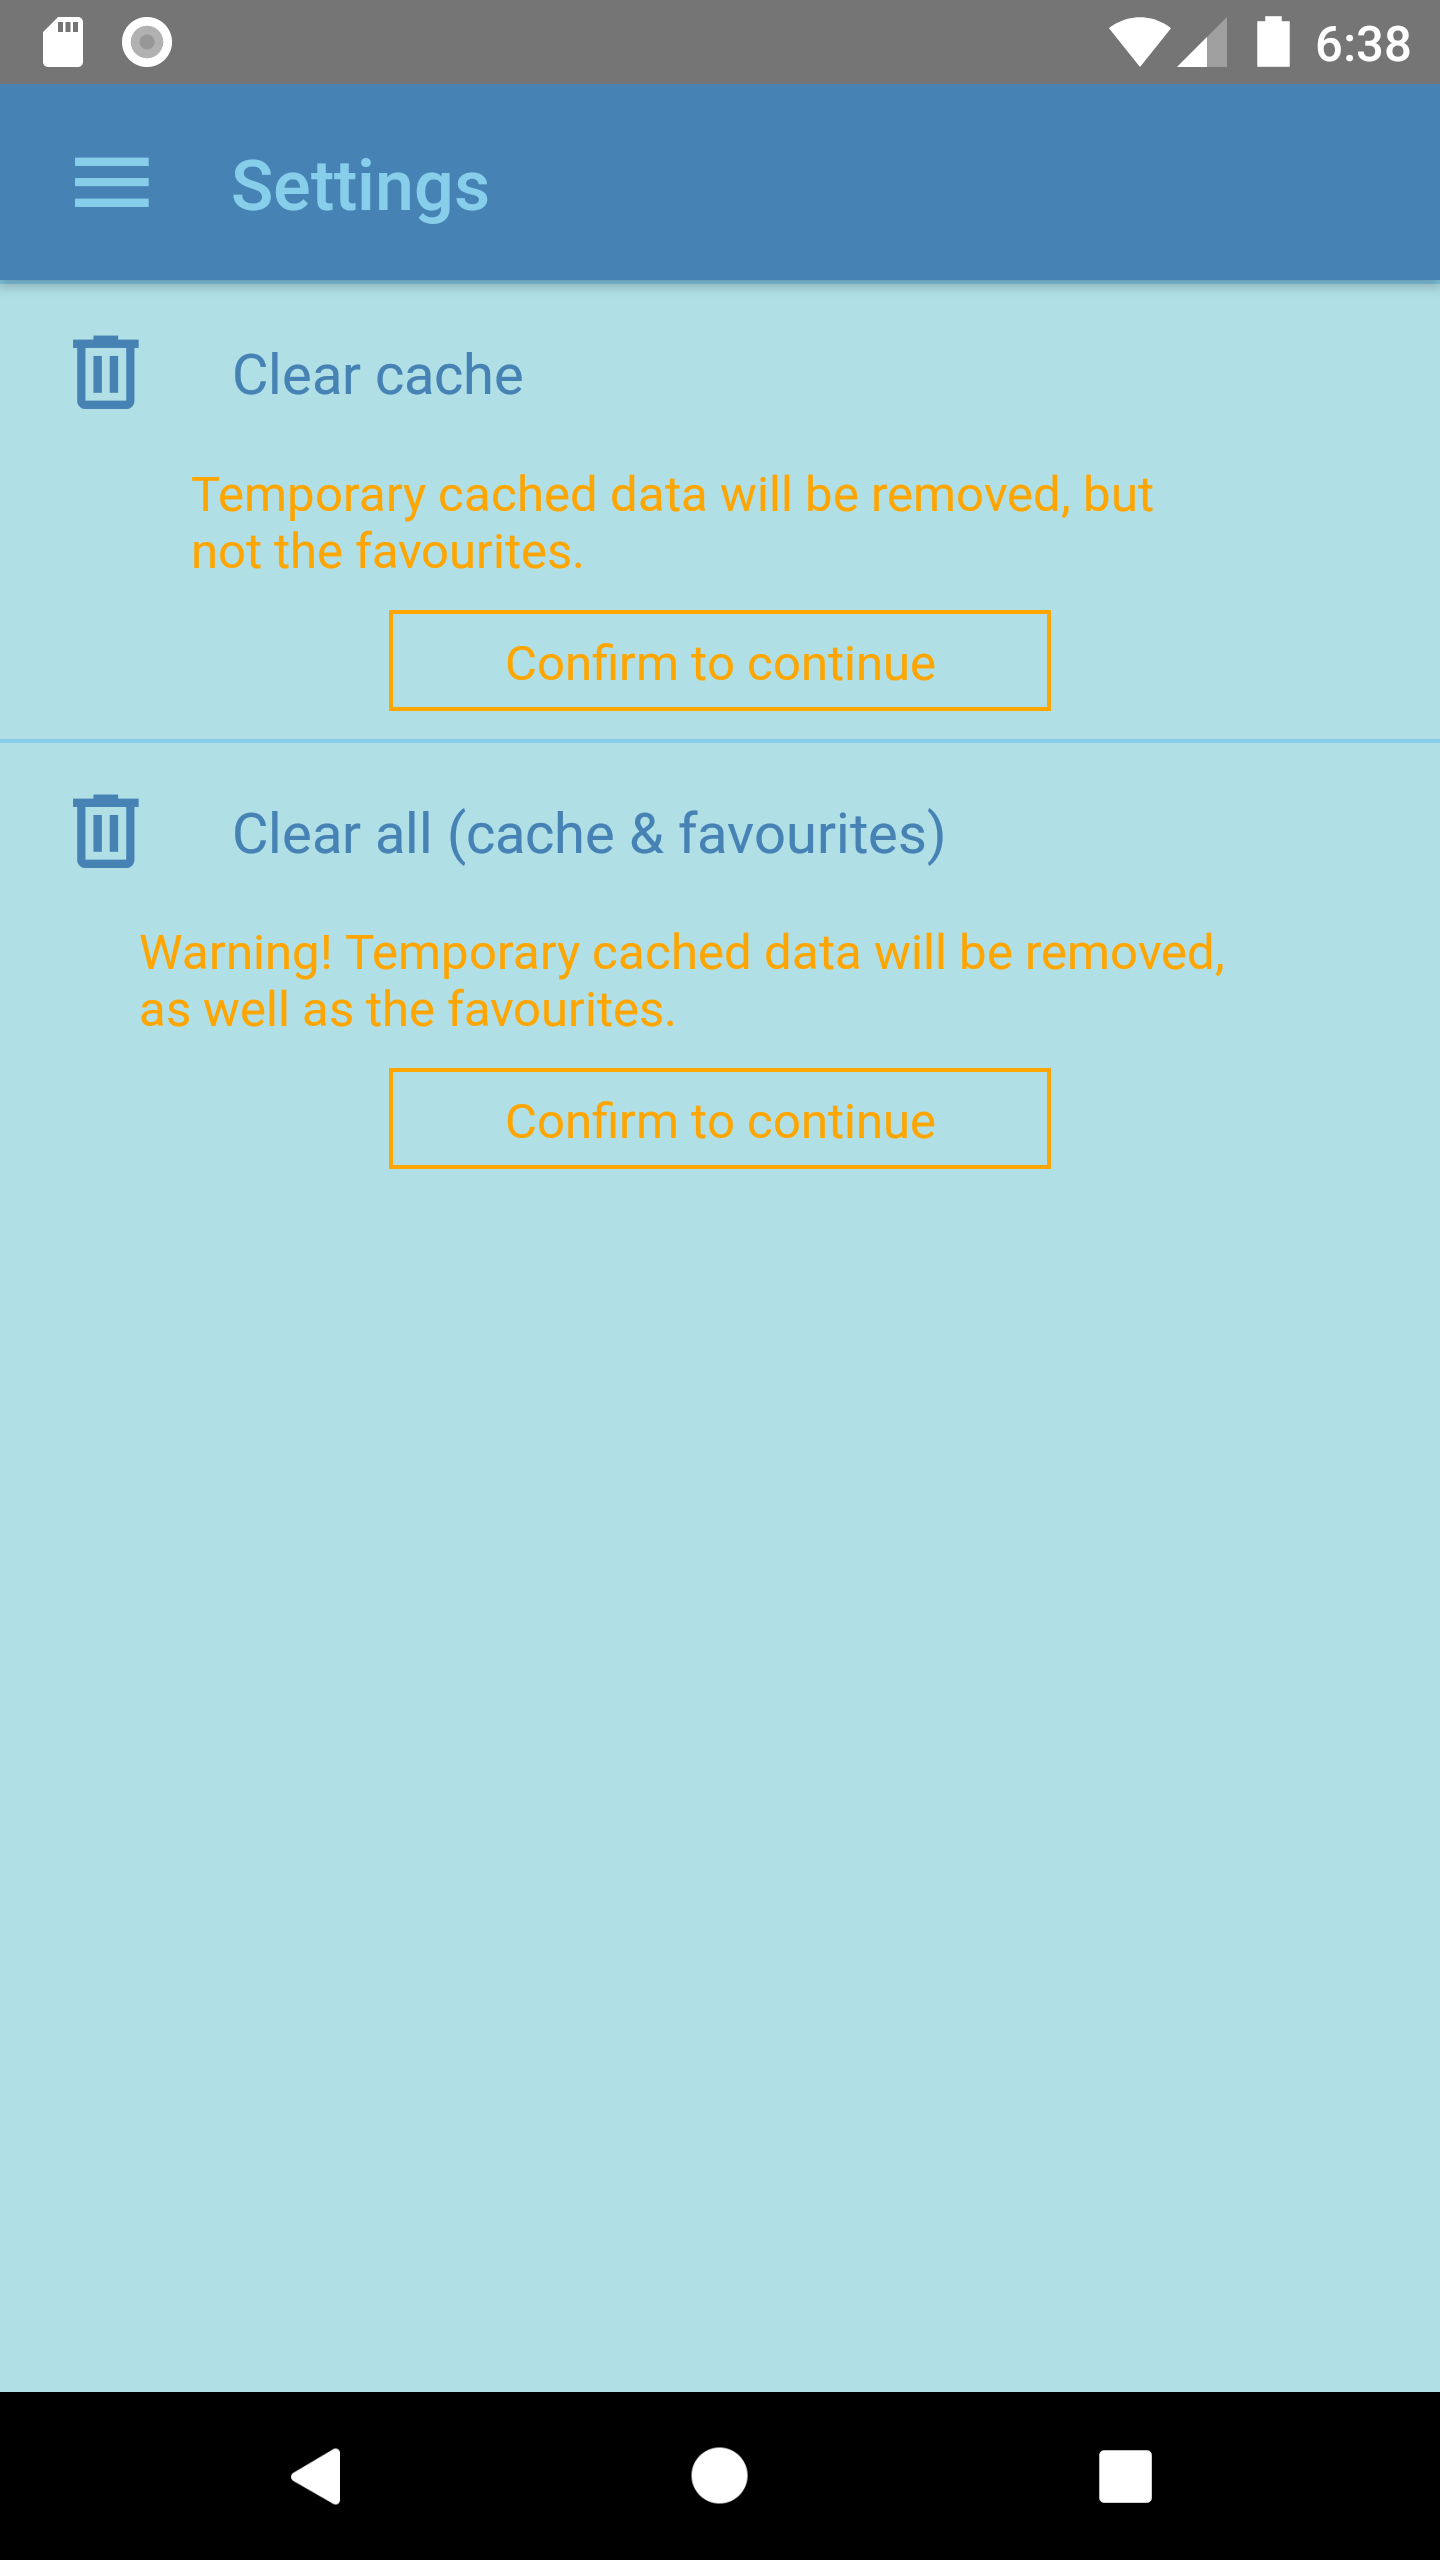 6:38
Settings
Clear cache
Temporary cached data will be removed, but
not the favourites.
Confirm to continue
Clear all (cache & favourites)
Warning! Temporary cached data will be removed,
as well as the favourites.
Confirm to continue